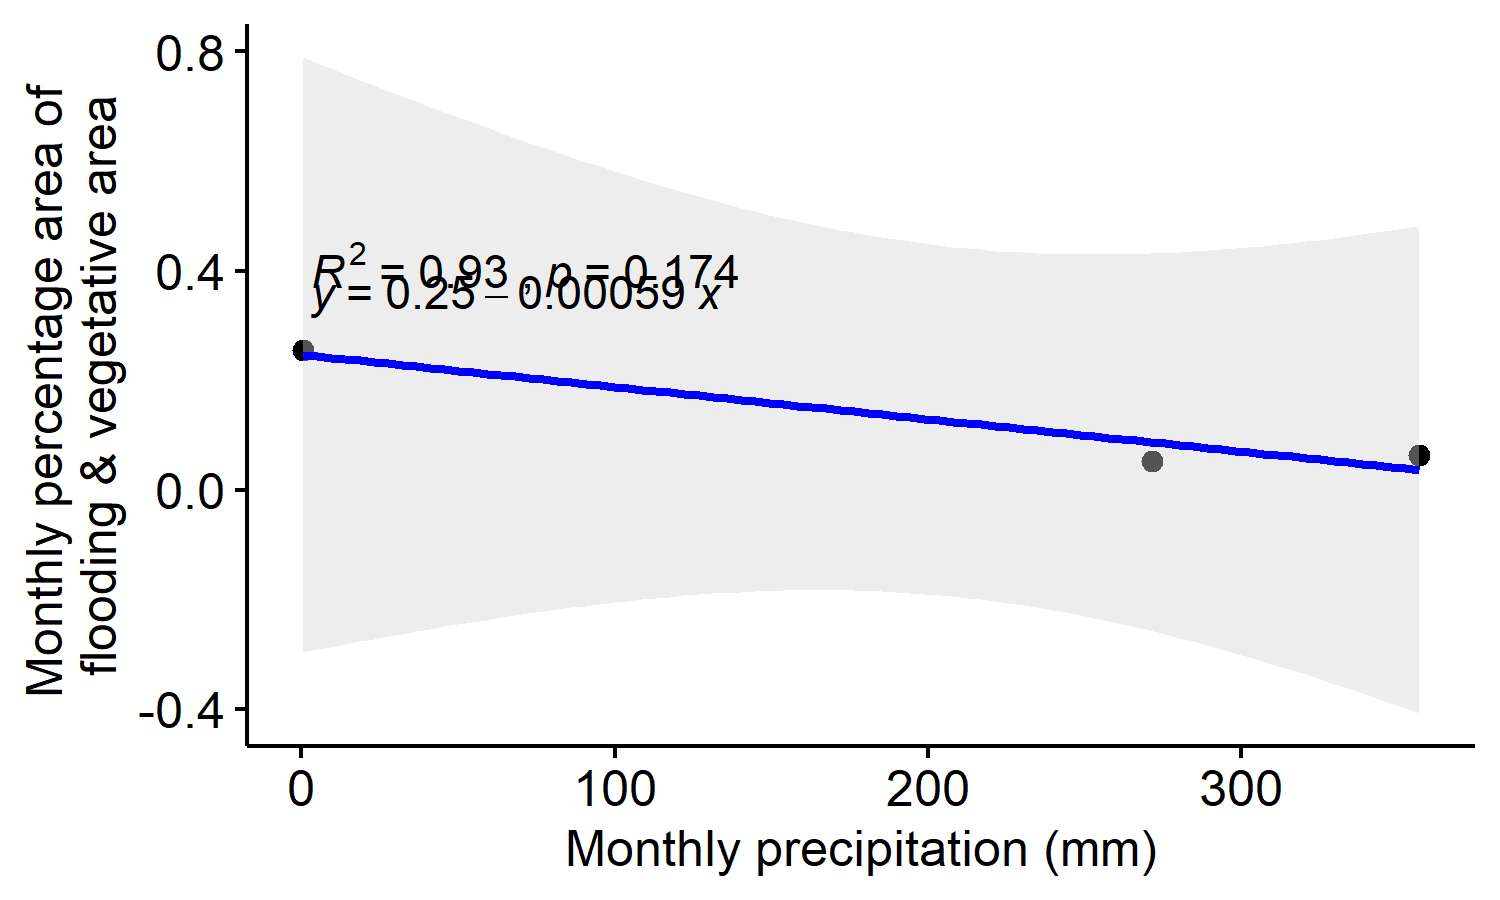 Monthly percentage area of
flooding & vegetative area
0.8
0.4
0.0
-0.4
R² = 0.93 , p = 0.174
y = 0.25 − 0.00059 x
0 100 200 300
Monthly precipitation (mm)